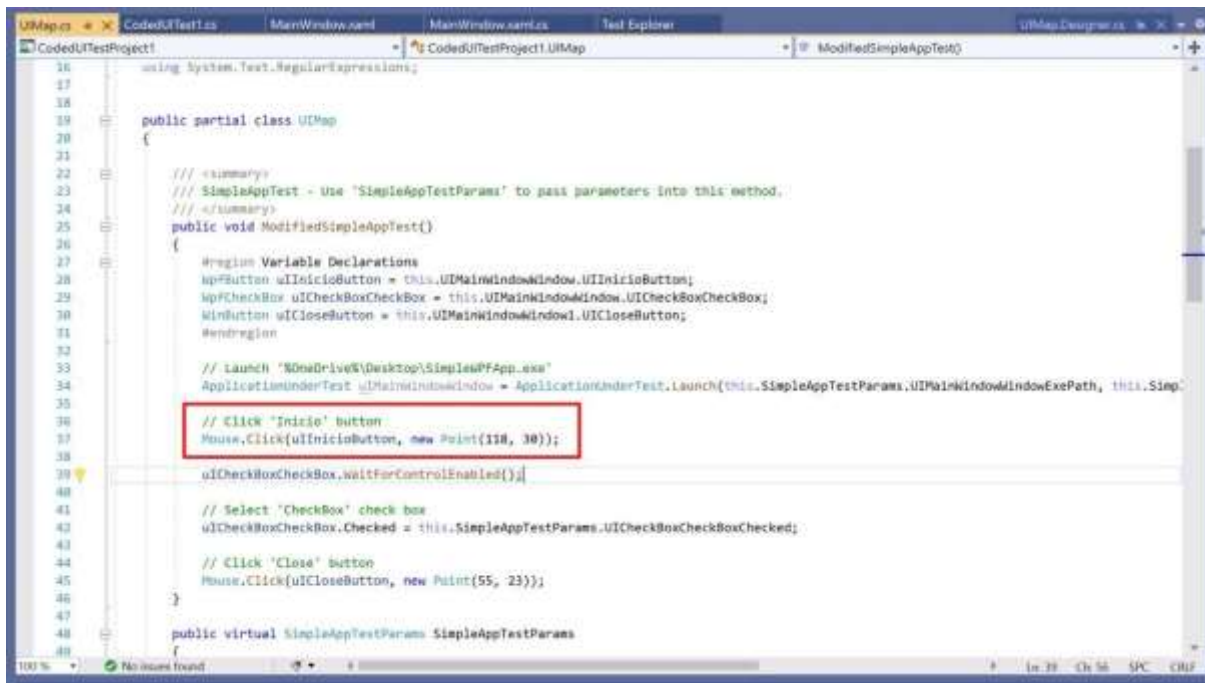 UIMap.cs CodedUITest1.cs MainWindow.xaml MainWindow.xaml.cs Test Explorer UIMap.Designer.cs
CodedUITestProject1 CodedUITestProject1.UIMap ModifiedSimpleAppTest()
16 using System.Text.RegularExpressions;
17
18
19 public partial class UIMap
20 {
21
22 /// <summary>
23 /// SimpleAppTest - Use 'SimpleAppTestParams' to pass parameters into this method.
24 /// </summary>
25 public void ModifiedSimpleAppTest()
26 {
27 #region Variable Declarations
28 WpfButton uIInicioButton = this.UIMainWindowWindow.UIInicioButton;
29 WpfCheckBox uICheckBoxCheckBox = this.UIMainWindowWindow.UICheckBoxCheckBox;
30 WinButton uICloseButton = this.UIMainWindowWindow1.UICloseButton;
31 #endregion
32
33 // Launch '%OneDrive%\Desktop\SimpleWPFApp.exe'
34 ApplicationUnderTest uIMainWindowWindow = ApplicationUnderTest.Launch(this.SimpleAppTestParams.UIMainWindowWindowExePath, this.Simpl
35
36 // Click 'Inicio' button
37 Mouse.Click(uIInicioButton, new Point(118, 30));
38
39 uICheckBoxCheckBox.WaitForControlEnabled();
40
41 // Select 'CheckBox' check box
42 uICheckBoxCheckBox.Checked = this.SimpleAppTestParams.UICheckBoxCheckBoxChecked;
43
44 // Click 'Close' button
45 Mouse.Click(uICloseButton, new Point(55, 23));
46 }
47
48 public virtual SimpleAppTestParams SimpleAppTestParams
49 {
100 % No issues found Ln: 39 Ch: 56 SPC CRLF